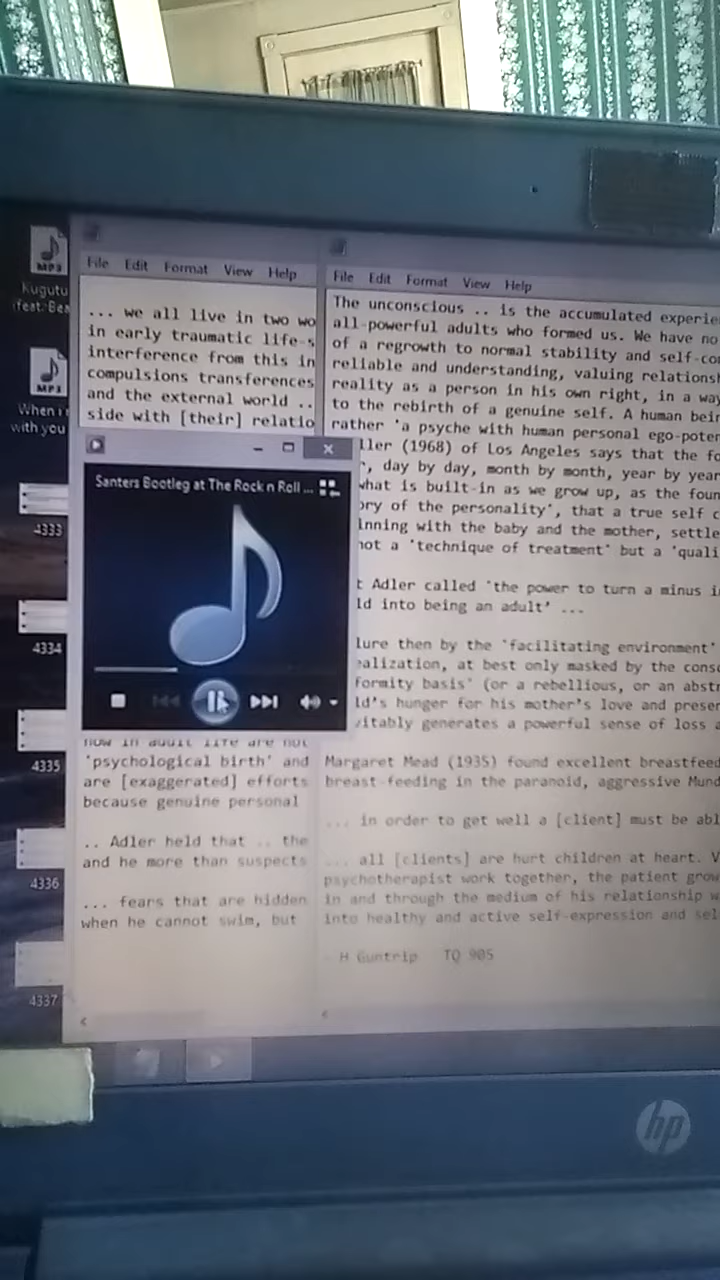 MP3
Kugutu
(feat. Bea
MP3
When i
with you
4333
4334
4335
4336
4337
File Edit Format View Help
... we all live in two wo
in early traumatic life-s
interference from this in
compulsions transferences
and the external world ..
side with [their] relatio
Santers Bootleg at The Rock n Roll ...
now in adult life are not
'psychological birth' and
are [exaggerated] efforts
because genuine personal
.. Adler held that .. the
and he more than suspects
... fears that are hidden
when he cannot swim, but
File Edit Format View Help
The unconscious .. is the accumulated experie
all-powerful adults who formed us. We have no
of a regrowth to normal stability and self-co
reliable and understanding, valuing relations
reality as a person in his own right, in a way
to the rebirth of a genuine self. A human bein
rather 'a psyche with human personal ego-poten
ller (1968) of Los Angeles says that the fo
, day by day, month by month, year by year
what is built-in as we grow up, as the foun
ory of the personality', that a true self c
inning with the baby and the mother, settle
not a 'technique of treatment' but a 'quali
t Adler called 'the power to turn a minus i
ld into being an adult' ...
lure then by the 'facilitating environment'
alization, at best only masked by the consc
formity basis' (or a rebellious, or an abstr
ld's hunger for his mother's love and presen
vitably generates a powerful sense of loss a
Margaret Mead (1935) found excellent breastfeed
breast-feeding in the paranoid, aggressive Mund
... in order to get well a [client] must be abl
... all [clients] are hurt children at heart. W
psychotherapist work together, the patient grow
in and through the medium of his relationship w
into healthy and active self-expression and sel
- H Guntrip TQ 905
hp